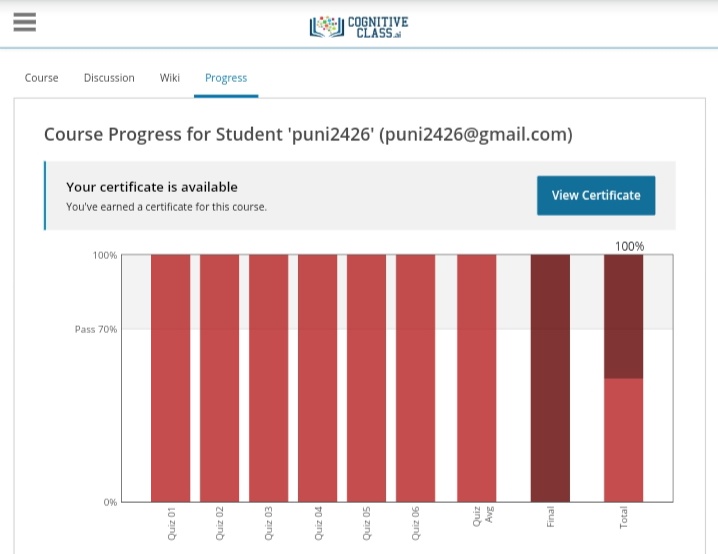 COGNITIVE
CLASS.ai
Course Discussion Wiki Progress
Course Progress for Student 'puni2426' (puni2426@gmail.com)
Your certificate is available
You've earned a certificate for this course.
View Certificate
100%
100%
Pass 70%
0%
Quiz 01
Quiz 02
Quiz 03
Quiz 04
Quiz 05
Quiz 06
Quiz
Avg
Final
Total